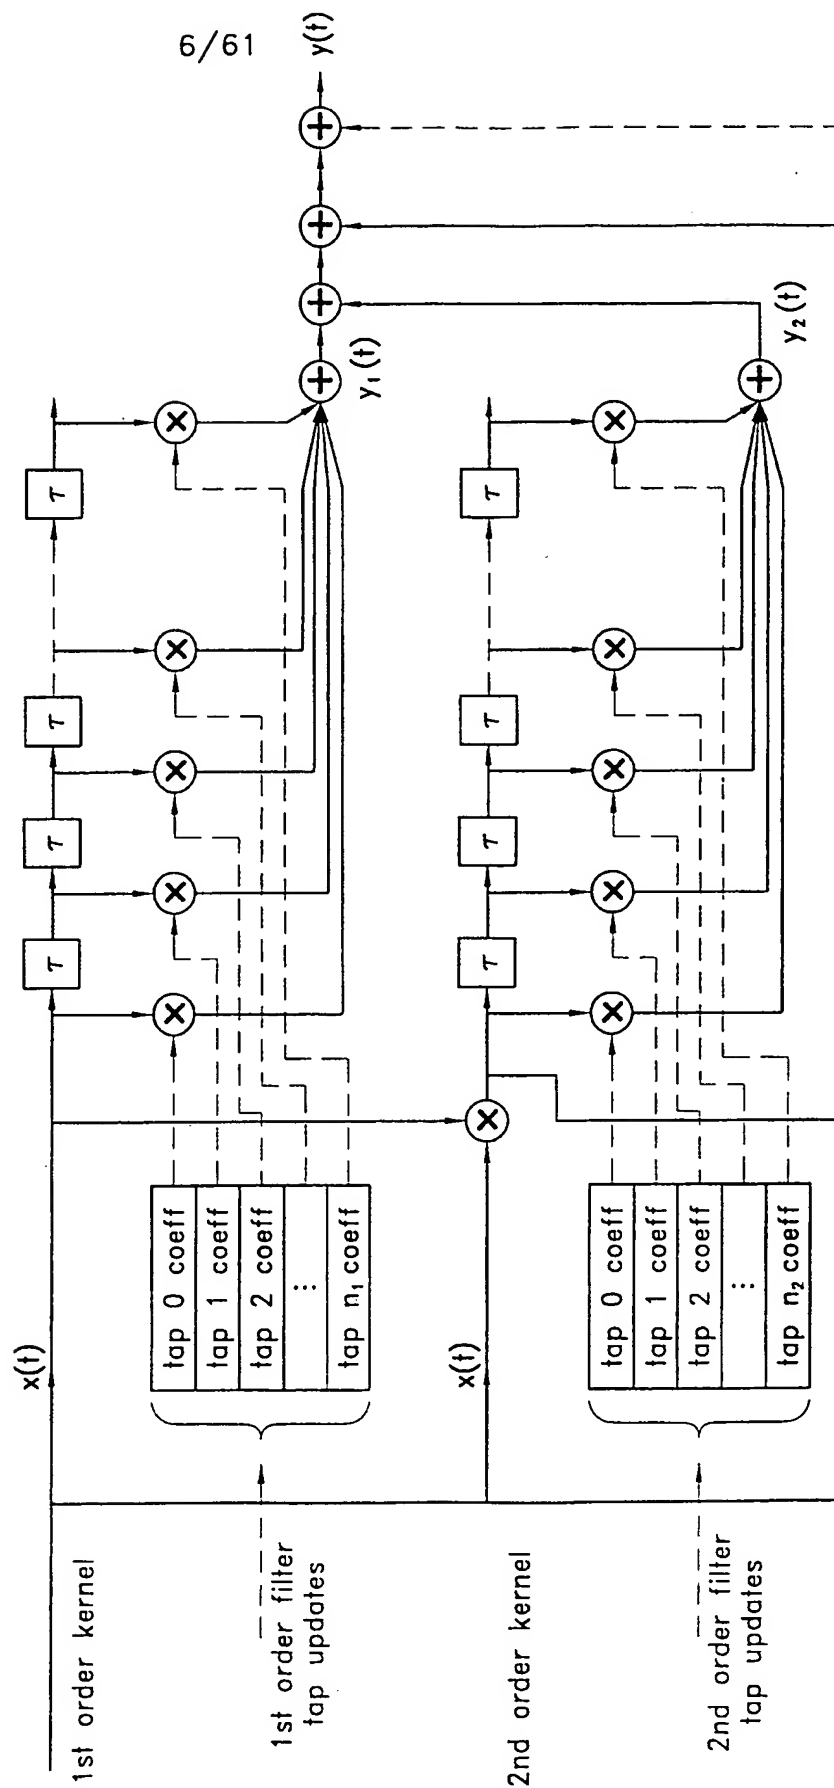 6/61
1st order kernel
x(t)
τ
τ
τ
τ
1st order filter
tap updates
tap 0 coeff
tap 1 coeff
tap 2 coeff
⋮
tap n₁ coeff
y₁(t)
y(t)
2nd order kernel
x(t)
τ
τ
τ
τ
2nd order filter
tap updates
tap 0 coeff
tap 1 coeff
tap 2 coeff
⋮
tap n₂ coeff
y₂(t)